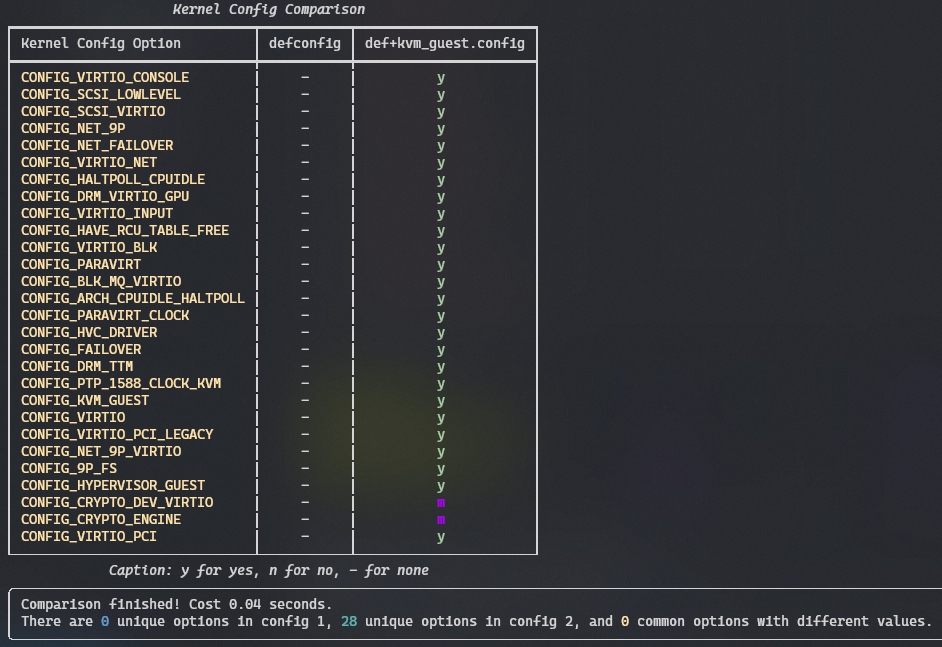 Kernel Config Comparison
Kernel Config Option defconfig def+kvm_guest.config
CONFIG_VIRTIO_CONSOLE – y
CONFIG_SCSI_LOWLEVEL – y
CONFIG_SCSI_VIRTIO – y
CONFIG_NET_9P – y
CONFIG_NET_FAILOVER – y
CONFIG_VIRTIO_NET – y
CONFIG_HALTPOLL_CPUIDLE – y
CONFIG_DRM_VIRTIO_GPU – y
CONFIG_VIRTIO_INPUT – y
CONFIG_HAVE_RCU_TABLE_FREE – y
CONFIG_VIRTIO_BLK – y
CONFIG_PARAVIRT – y
CONFIG_BLK_MQ_VIRTIO – y
CONFIG_ARCH_CPUIDLE_HALTPOLL – y
CONFIG_PARAVIRT_CLOCK – y
CONFIG_HVC_DRIVER – y
CONFIG_FAILOVER – y
CONFIG_DRM_TTM – y
CONFIG_PTP_1588_CLOCK_KVM – y
CONFIG_KVM_GUEST – y
CONFIG_VIRTIO – y
CONFIG_VIRTIO_PCI_LEGACY – y
CONFIG_NET_9P_VIRTIO – y
CONFIG_9P_FS – y
CONFIG_HYPERVISOR_GUEST – y
CONFIG_CRYPTO_DEV_VIRTIO – m
CONFIG_CRYPTO_ENGINE – m
CONFIG_VIRTIO_PCI – y
Caption: y for yes, n for no, – for none
Comparison finished! Cost 0.04 seconds.
There are 0 unique options in config 1, 28 unique options in config 2, and 0 common options with different values.